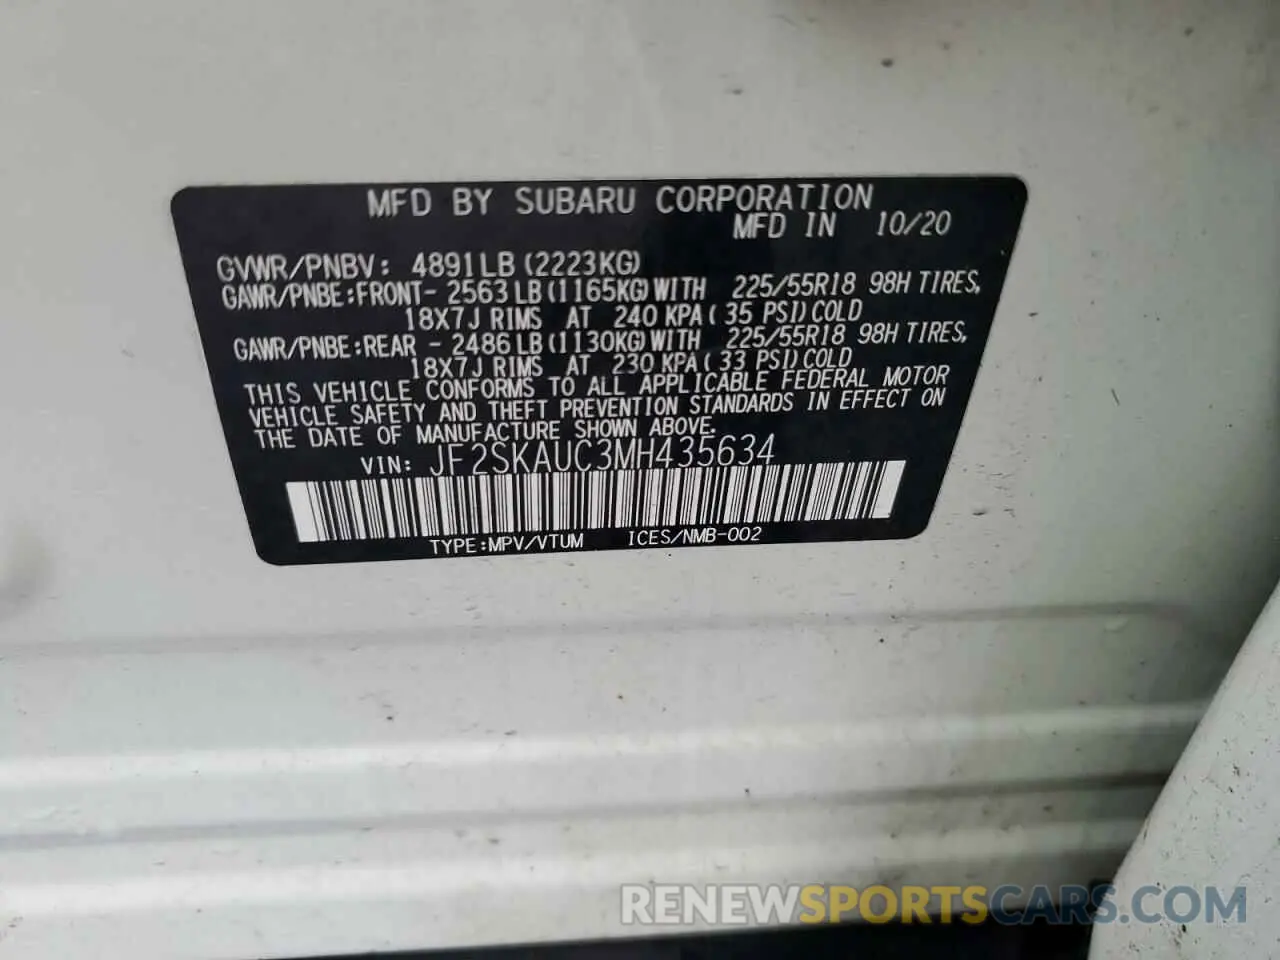 MFD BY SUBARU CORPORATION
MFD IN 10/20
GVWR/PNBV: 4891LB (2223KG)
GAWR/PNBE:FRONT- 2563LB (1165KG) WITH 225/55R18 98H TIRES,
18X7J RIMS AT 240 KPA ( 35 PSI) COLD
GAWR/PNBE:REAR - 2486LB (1130KG) WITH 225/55R18 98H TIRES,
18X7J RIMS AT 230 KPA ( 33 PSI) COLD
THIS VEHICLE CONFORMS TO ALL APPLICABLE FEDERAL MOTOR
VEHICLE SAFETY AND THEFT PREVENTION STANDARDS IN EFFECT ON
THE DATE OF MANUFACTURE SHOWN ABOVE.
VIN: JF2SKAUC3MH435634
TYPE:MPV/VTUM ICES/NMB-002
RENEWSPORTSCARS.COM